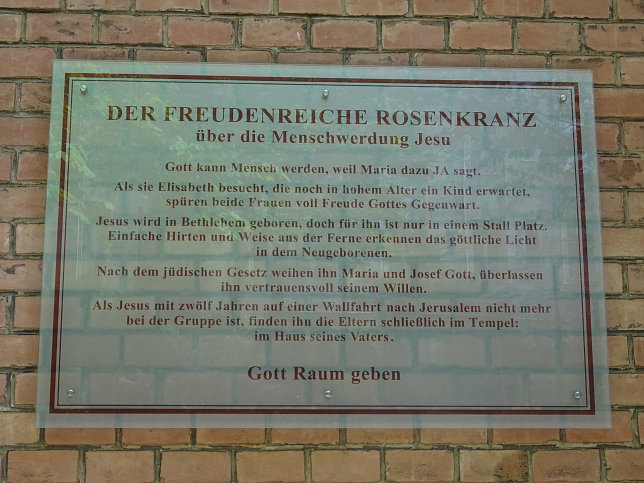 DER FREUDENREICHE ROSENKRANZ
über die Menschwerdung Jesu
Gott kann Mensch werden, weil Maria dazu JA sagt.
Als sie Elisabeth besucht, die noch in hohem Alter ein Kind erwartet,
spüren beide Frauen voll Freude Gottes Gegenwart.
Jesus wird in Bethlehem geboren, doch für ihn ist nur in einem Stall Platz.
Einfache Hirten und Weise aus der Ferne erkennen das göttliche Licht
in dem Neugeborenen.
Nach dem jüdischen Gesetz weihen ihn Maria und Josef Gott, überlassen
ihn vertrauensvoll seinem Willen.
Als Jesus mit zwölf Jahren auf einer Wallfahrt nach Jerusalem nicht mehr
bei der Gruppe ist, finden ihn die Eltern schließlich im Tempel:
im Haus seines Vaters.
Gott Raum geben